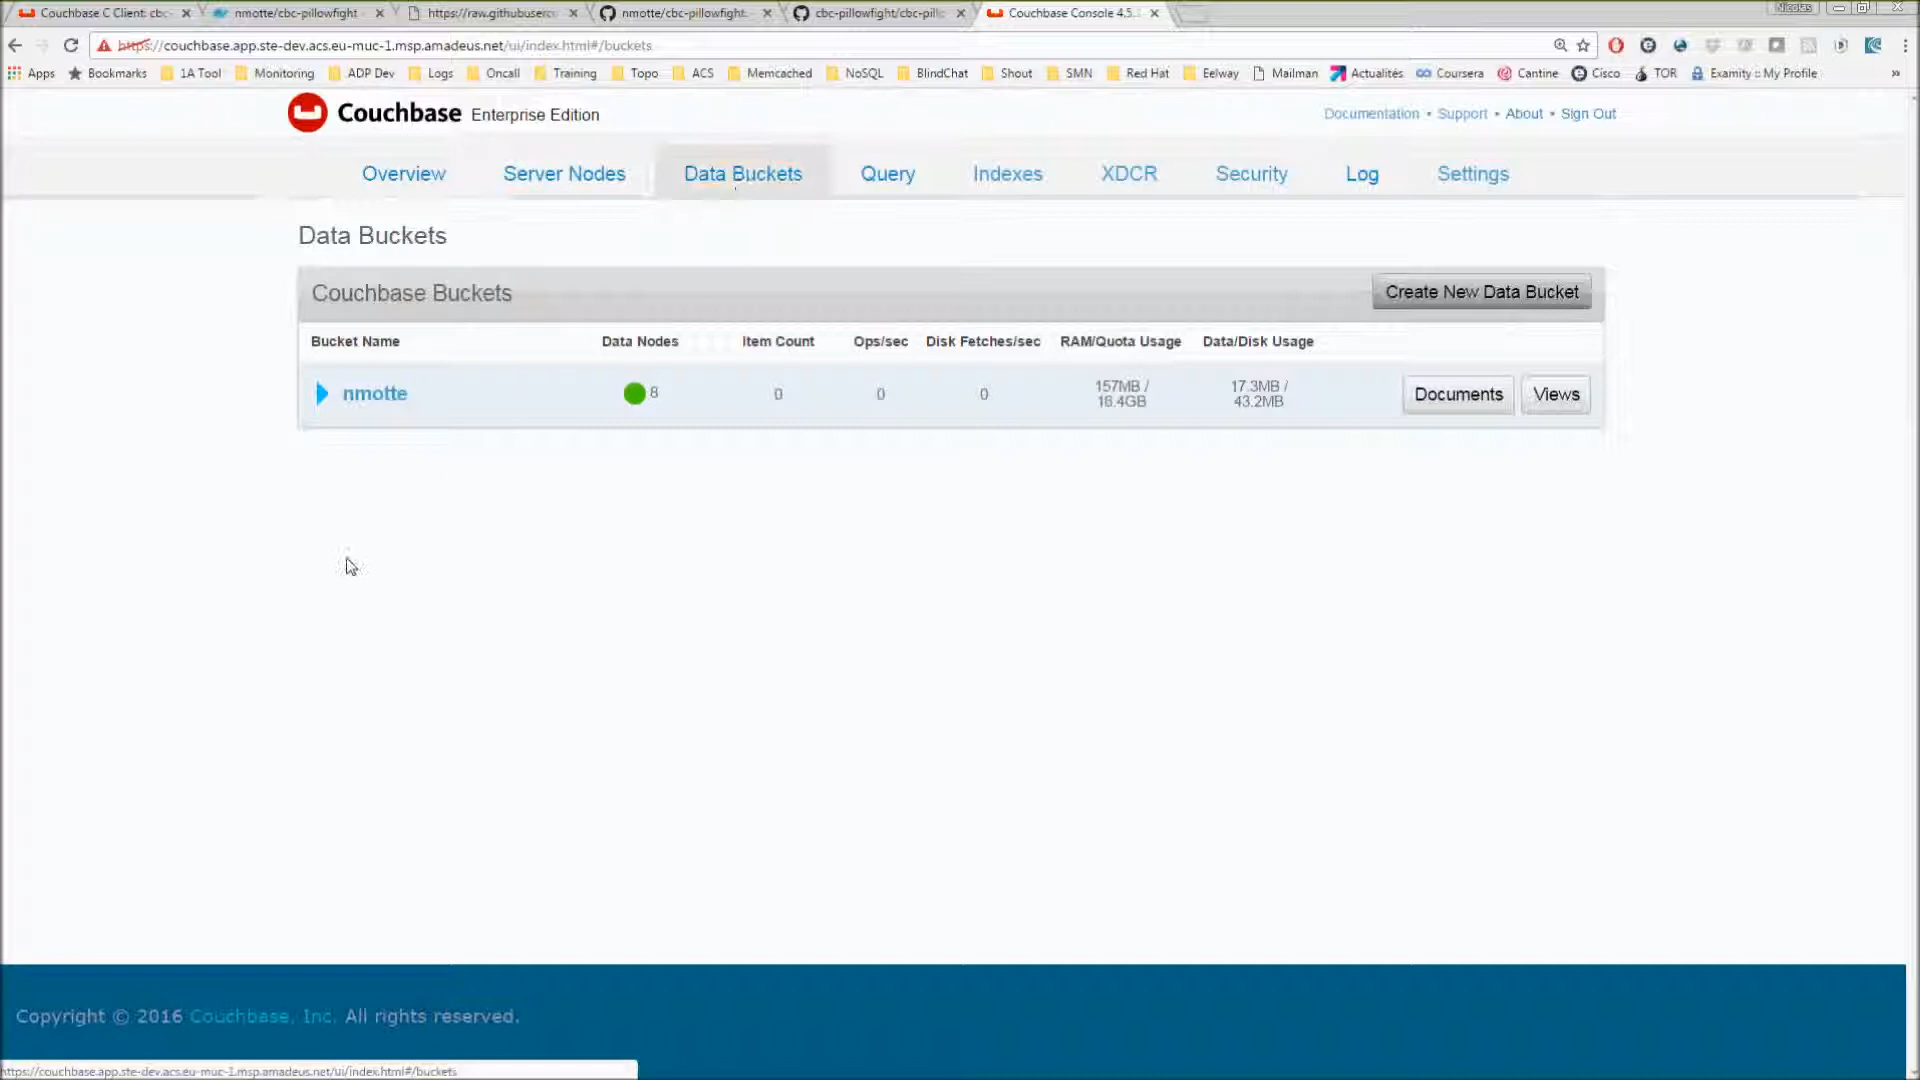 Couchbase C Client: cbc-
nmotte/cbc-pillowfight
https://raw.githubuserc
nmotte/cbc-pillowfight:
cbc-pillowfight/cbc-pill
Couchbase Console 4.5.
Nicolas
https://couchbase.app.ste-dev.acs.eu-muc-1.msp.amadeus.net/ui/index.html#/buckets
Apps Bookmarks 1A Tool Monitoring ADP Dev Logs Oncall Training Topo ACS Memcached NoSQL BlindChat Shout SMN Red Hat Eelway Mailman Actualités Coursera Cantine Cisco TOR Examity :: My Profile »
Couchbase Enterprise Edition
Documentation • Support • About • Sign Out
Overview Server Nodes Data Buckets Query Indexes XDCR Security Log Settings
Data Buckets
Couchbase Buckets
Create New Data Bucket
Bucket Name Data Nodes Item Count Ops/sec Disk Fetches/sec RAM/Quota Usage Data/Disk Usage
nmotte 8 0 0 0 157MB / 17.3MB / Documents Views
16.4GB 43.2MB
Copyright © 2016 Couchbase, Inc. All rights reserved.
https://couchbase.app.ste-dev.acs.eu-muc-1.msp.amadeus.net/ui/index.html#/buckets